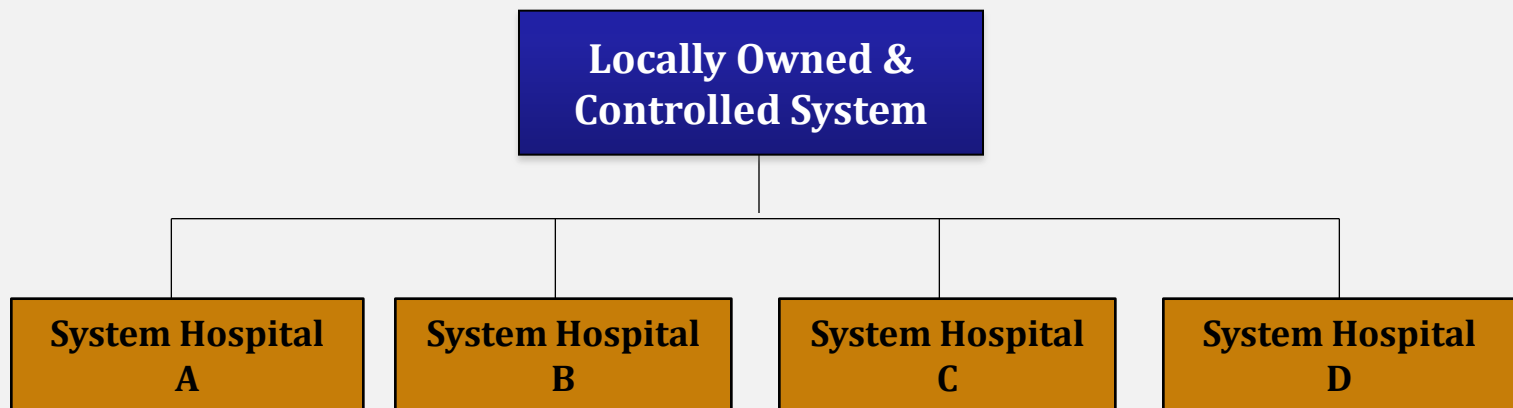 Locally Owned &
Controlled System
System Hospital
A
System Hospital
B
System Hospital
C
System Hospital
D